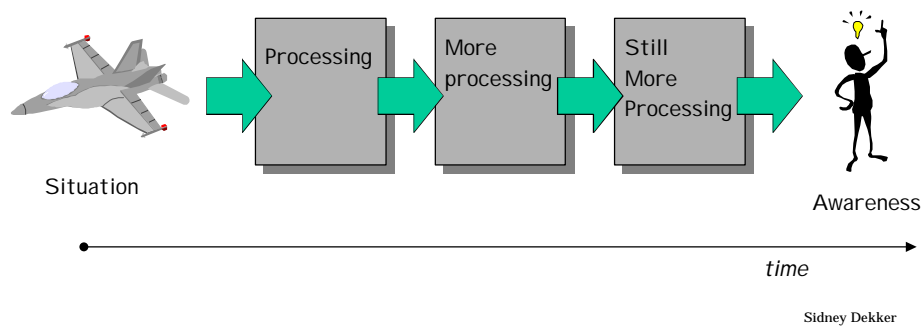 Processing
More
processing
Still
More
Processing
Situation
Awareness
time
Sidney Dekker